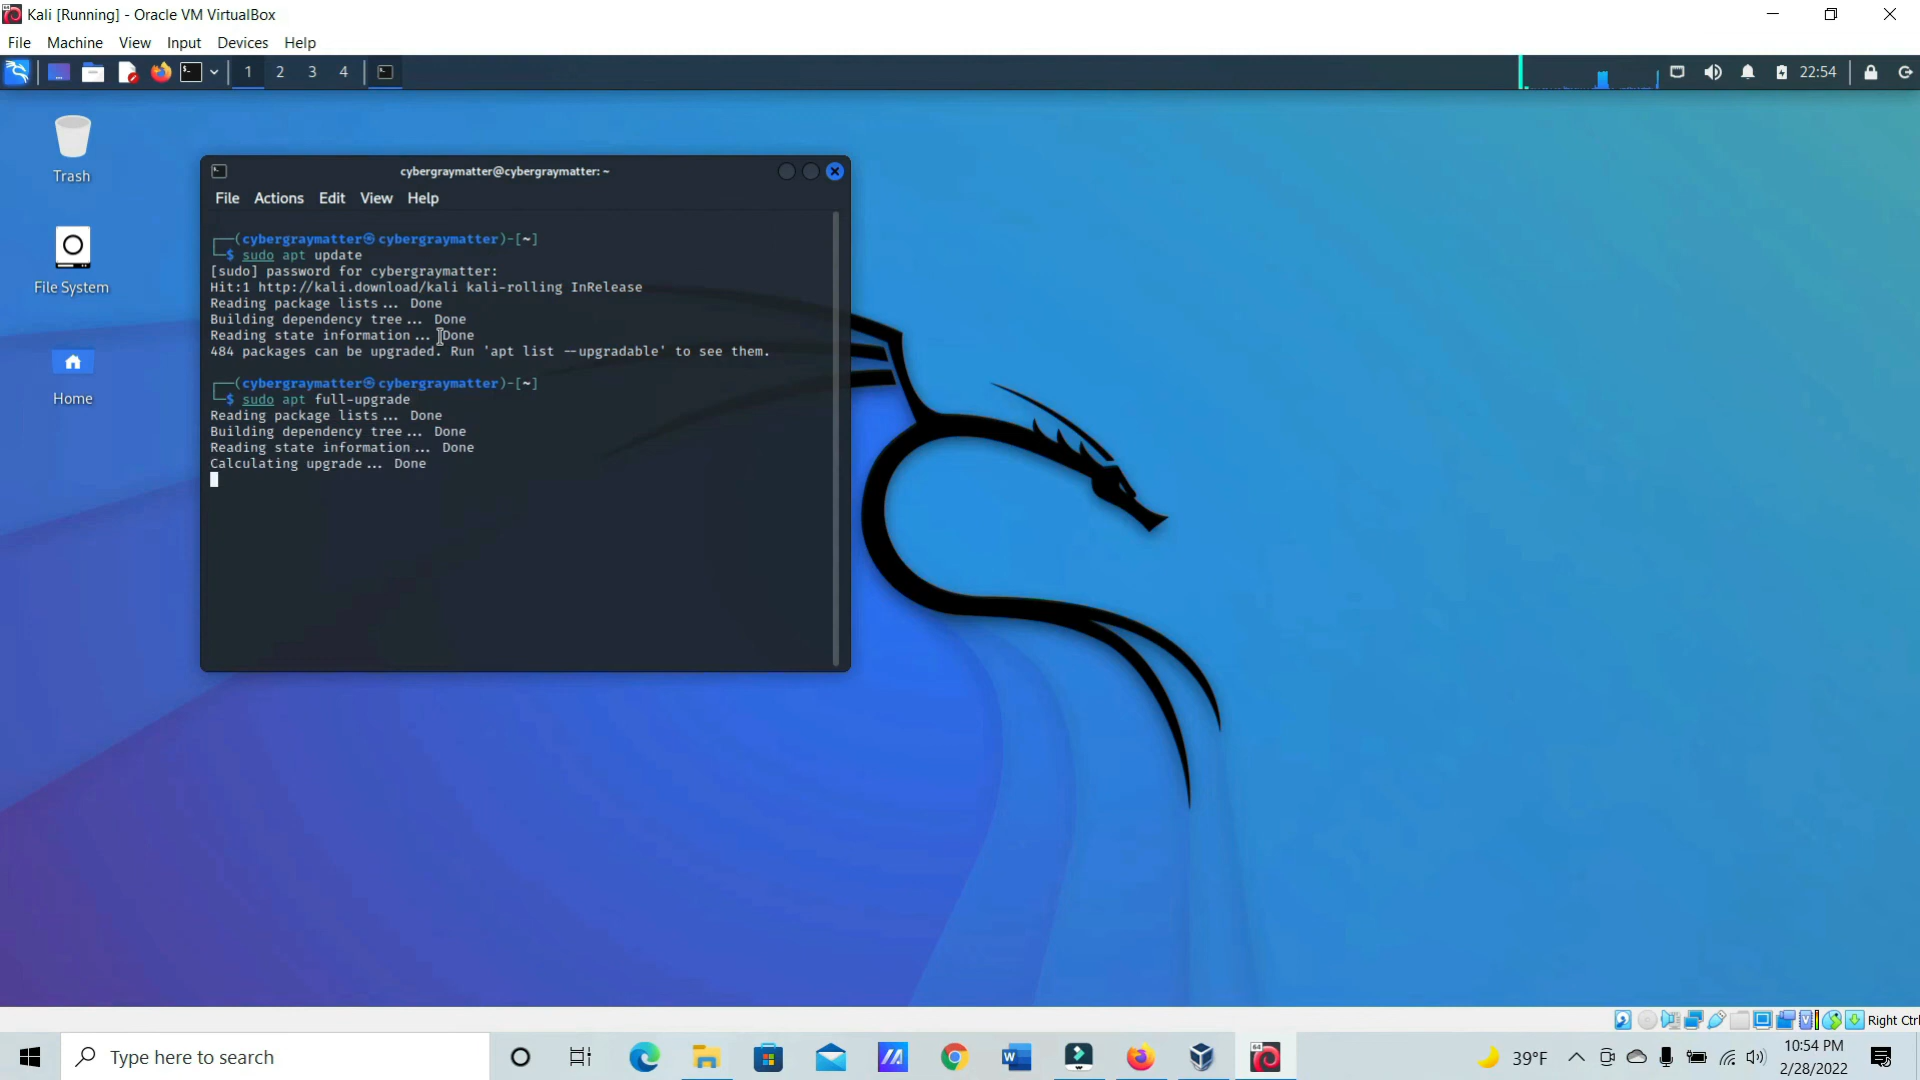 Kali [Running] - Oracle VM VirtualBox
File Machine View Input Devices Help
1 2 3 4
22:54
Trash
File System
Home
cybergraymatter@cybergraymatter: ~
File Actions Edit View Help
┌──(cybergraymatter㉿cybergraymatter)-[~]
└─$ sudo apt update
[sudo] password for cybergraymatter:
Hit:1 http://kali.download/kali kali-rolling InRelease
Reading package lists... Done
Building dependency tree... Done
Reading state information... Done
484 packages can be upgraded. Run 'apt list --upgradable' to see them.
┌──(cybergraymatter㉿cybergraymatter)-[~]
└─$ sudo apt full-upgrade
Reading package lists... Done
Building dependency tree... Done
Reading state information... Done
Calculating upgrade... Done
Right Ctrl
Type here to search
39°F
10:54 PM
2/28/2022